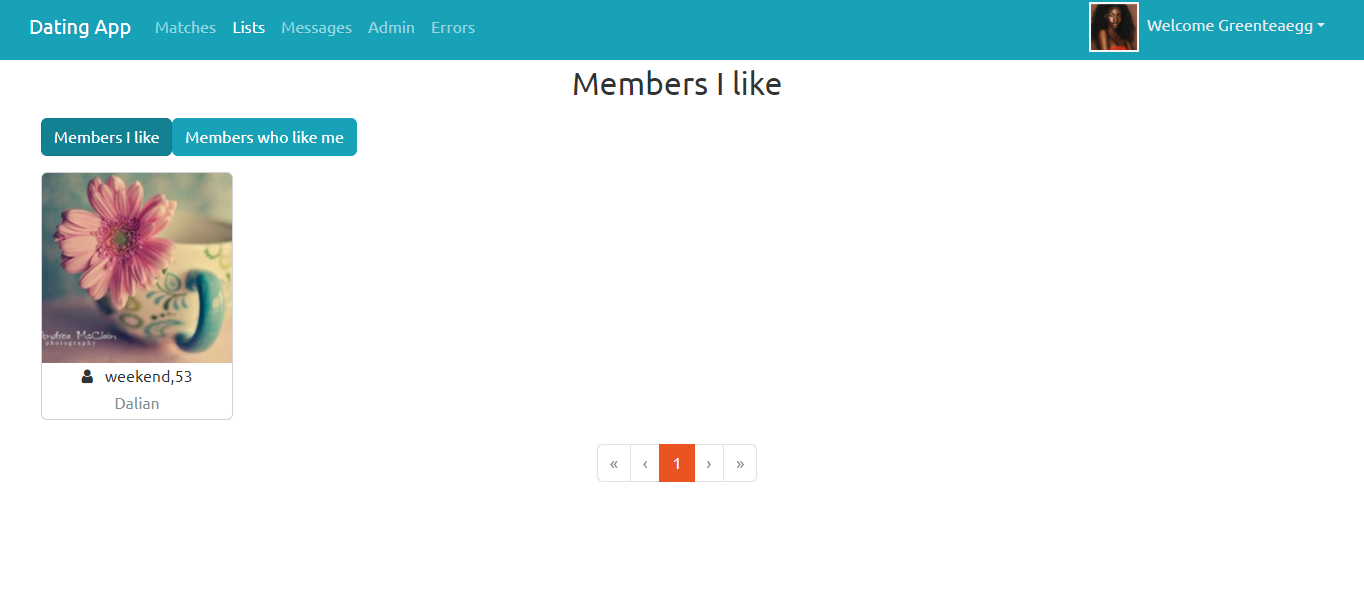 Dating App Matches Lists Messages Admin Errors Welcome Greenteaegg
Members I like
Members I like Members who like me
Andrea McClain
photography
weekend,53
Dalian
« ‹ 1 › »